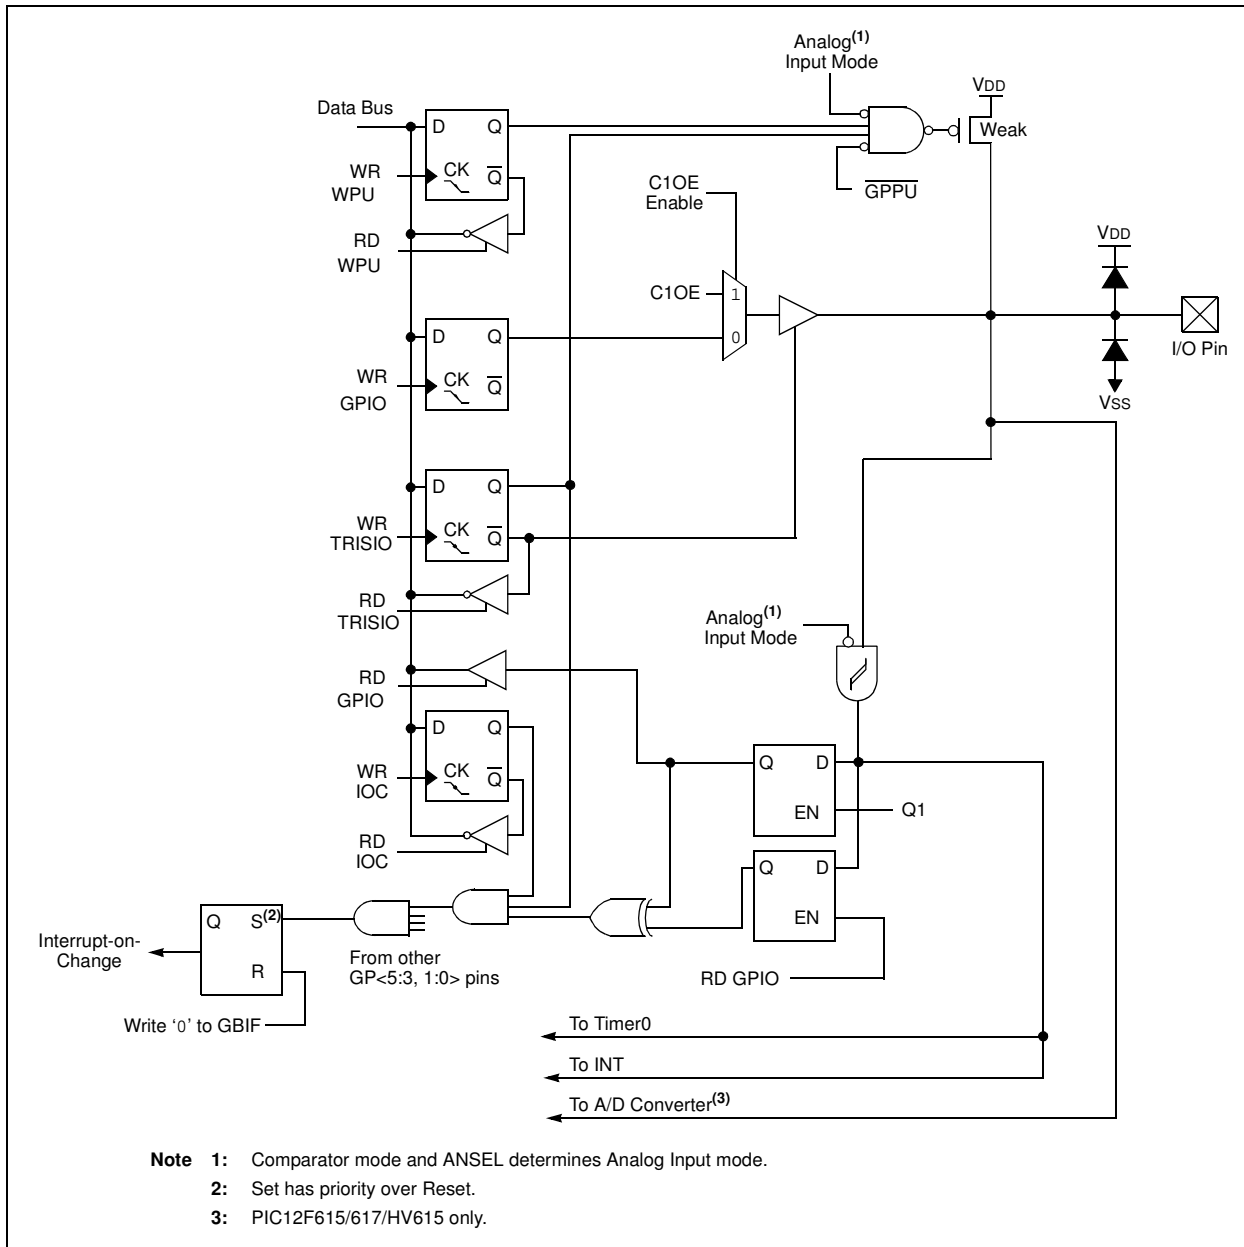 Analog(1)
Input Mode
VDD
Data Bus
D Q
Weak
WR
WPU
CK Q
GPPU
C1OE
Enable
RD
WPU
VDD
C1OE
1
D Q
0
I/O Pin
WR
GPIO
CK Q
VSS
D Q
WR
TRISIO
CK Q
RD
TRISIO
Analog(1)
Input Mode
RD
GPIO
D Q
WR
IOC
CK Q
Q D
EN
Q1
RD
IOC
Q D
EN
Q S(2)
R
Interrupt-on-
Change
From other
GP<5:3, 1:0> pins
RD GPIO
Write ‘0’ to GBIF
To Timer0
To INT
To A/D Converter(3)
Note 1: Comparator mode and ANSEL determines Analog Input mode.
2: Set has priority over Reset.
3: PIC12F615/617/HV615 only.